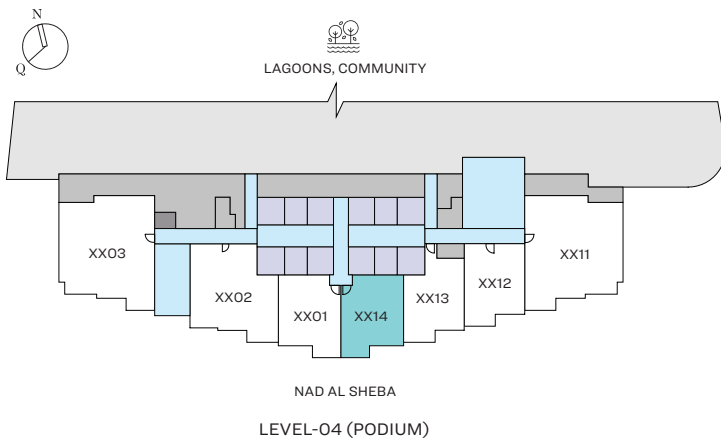 N
Q
LAGOONS, COMMUNITY
XX03
XX02
XX01
XX14
XX13
XX12
XX11
NAD AL SHEBA
LEVEL-04 (PODIUM)